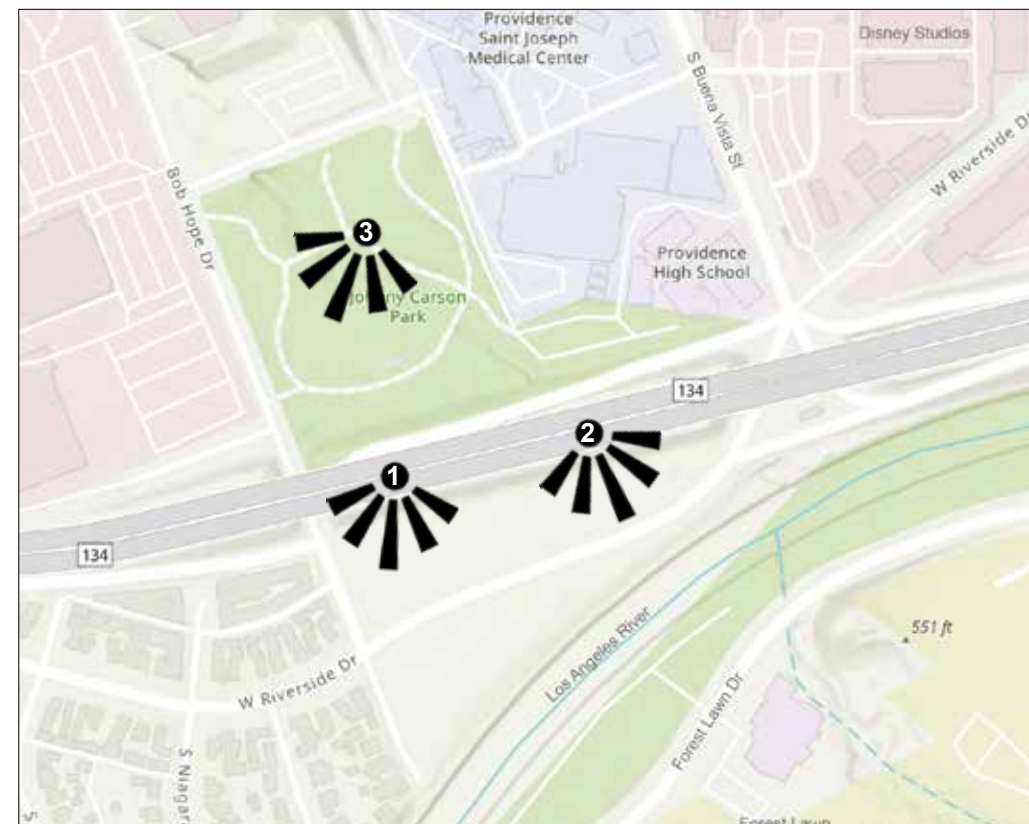 Providence
Saint Joseph
Medical Center
Disney Studios
S Buena Vista St
W Riverside Dr
Bob Hope Dr
3
Providence
High School
Carson
Park
134
2
1
134
551 ft
Los Angeles River
W Riverside Dr
Forest Lawn Dr
S
Forest Lawn